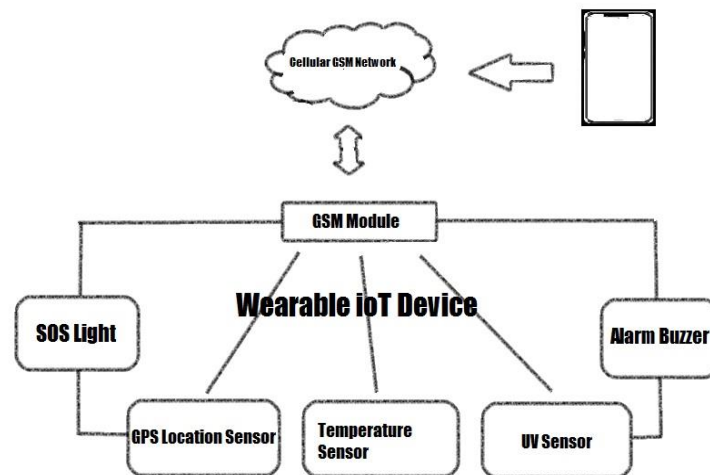 Cellular GSM Network
GSM Module
Wearable ioT Device
SOS Light
Alarm Buzzer
GPS Location Sensor
Temperature
Sensor
UV Sensor